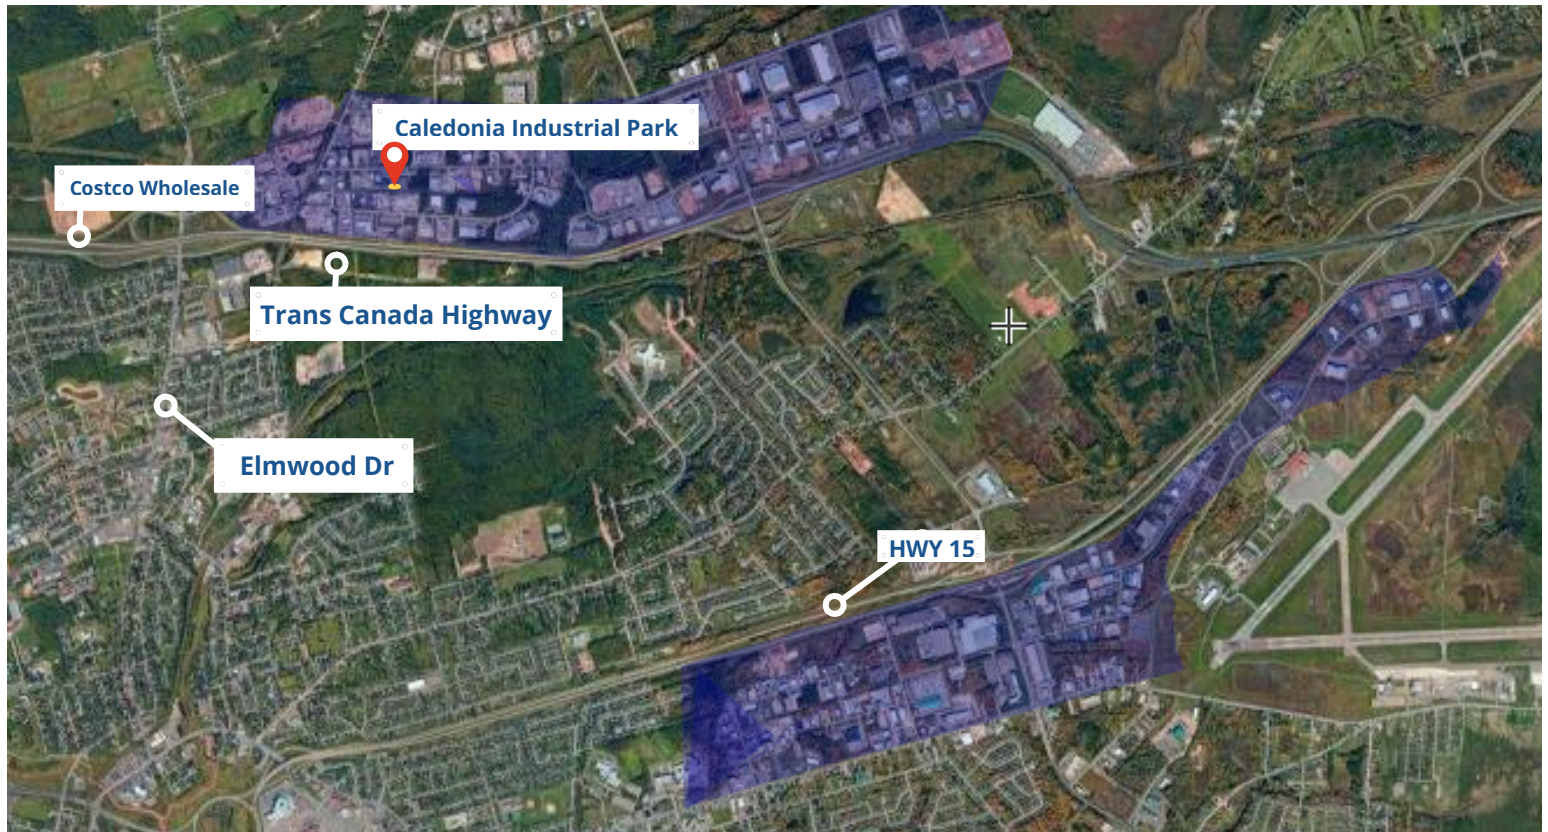 Caledonia Industrial Park
Costco Wholesale
Trans Canada Highway
Elmwood Dr
HWY 15